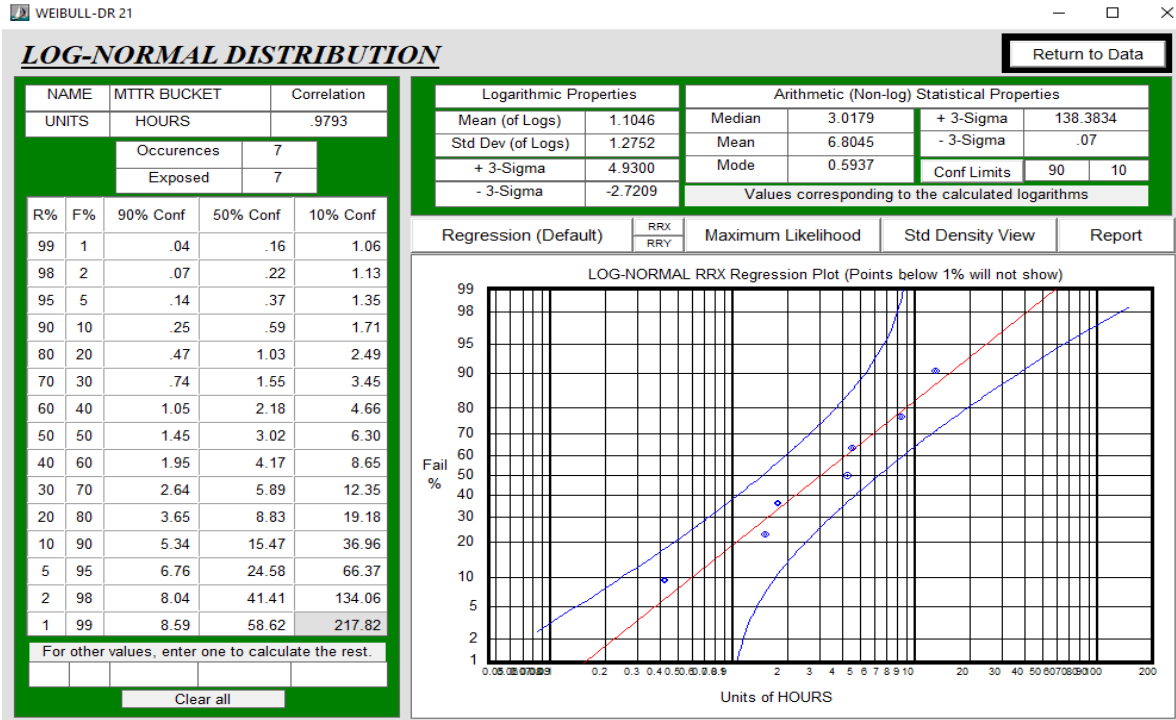 WEIBULL-DR 21
LOG-NORMAL DISTRIBUTION
Return to Data
NAME MTTR BUCKET Correlation
UNITS HOURS .9793
Occurences 7
Exposed 7
R% F% 90% Conf 50% Conf 10% Conf
99 1 .04 .16 1.06
98 2 .07 .22 1.13
95 5 .14 .37 1.35
90 10 .25 .59 1.71
80 20 .47 1.03 2.49
70 30 .74 1.55 3.45
60 40 1.05 2.18 4.66
50 50 1.45 3.02 6.30
40 60 1.95 4.17 8.65
30 70 2.64 5.89 12.35
20 80 3.65 8.83 19.18
10 90 5.34 15.47 36.96
5 95 6.76 24.58 66.37
2 98 8.04 41.41 134.06
1 99 8.59 58.62 217.82
For other values, enter one to calculate the rest.
Clear all
Logarithmic Properties
Mean (of Logs) 1.1046
Std Dev (of Logs) 1.2752
+ 3-Sigma 4.9300
- 3-Sigma -2.7209
Arithmetic (Non-log) Statistical Properties
Median 3.0179 + 3-Sigma 138.3834
Mean 6.8045 - 3-Sigma .07
Mode 0.5937 Conf Limits 90 10
Values corresponding to the calculated logarithms
Regression (Default) RRX RRY Maximum Likelihood Std Density View Report
LOG-NORMAL RRX Regression Plot (Points below 1% will not show)
99
98
95
90
80
70
60
Fail %
50
40
30
20
10
5
2
1
0.2 0.3 0.4 2 3 4 5 6 7 8 9 10 20 30 40 50 200
Units of HOURS